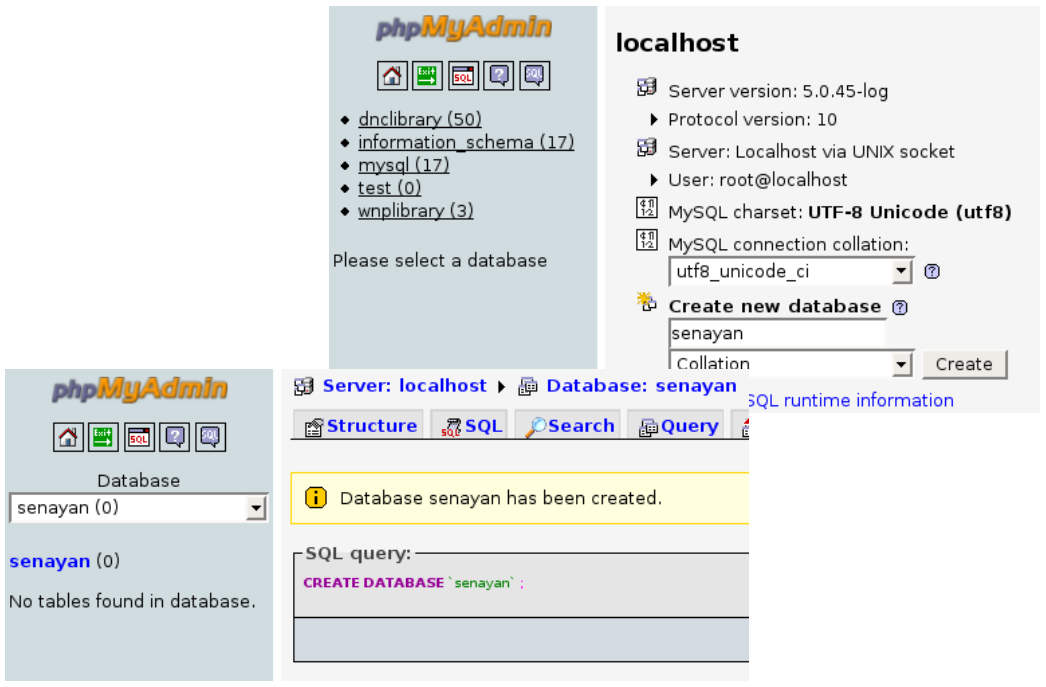 phpMyAdmin
Exit
SQL
?
SQL
dnclibrary (50)
information_schema (17)
mysql (17)
test (0)
wnplibrary (3)
Please select a database
localhost
Server version: 5.0.45-log
Protocol version: 10
Server: Localhost via UNIX socket
User: root@localhost
MySQL charset: UTF-8 Unicode (utf8)
MySQL connection collation:
utf8_unicode_ci ?
Create new database ?
senayan
Collation Create
SQL runtime information
phpMyAdmin
Exit
SQL
?
SQL
Database
senayan (0)
senayan (0)
No tables found in database.
Server: localhost Database: senayan
Structure SQL Search Query
Database senayan has been created.
SQL query:
CREATE DATABASE `senayan` ;